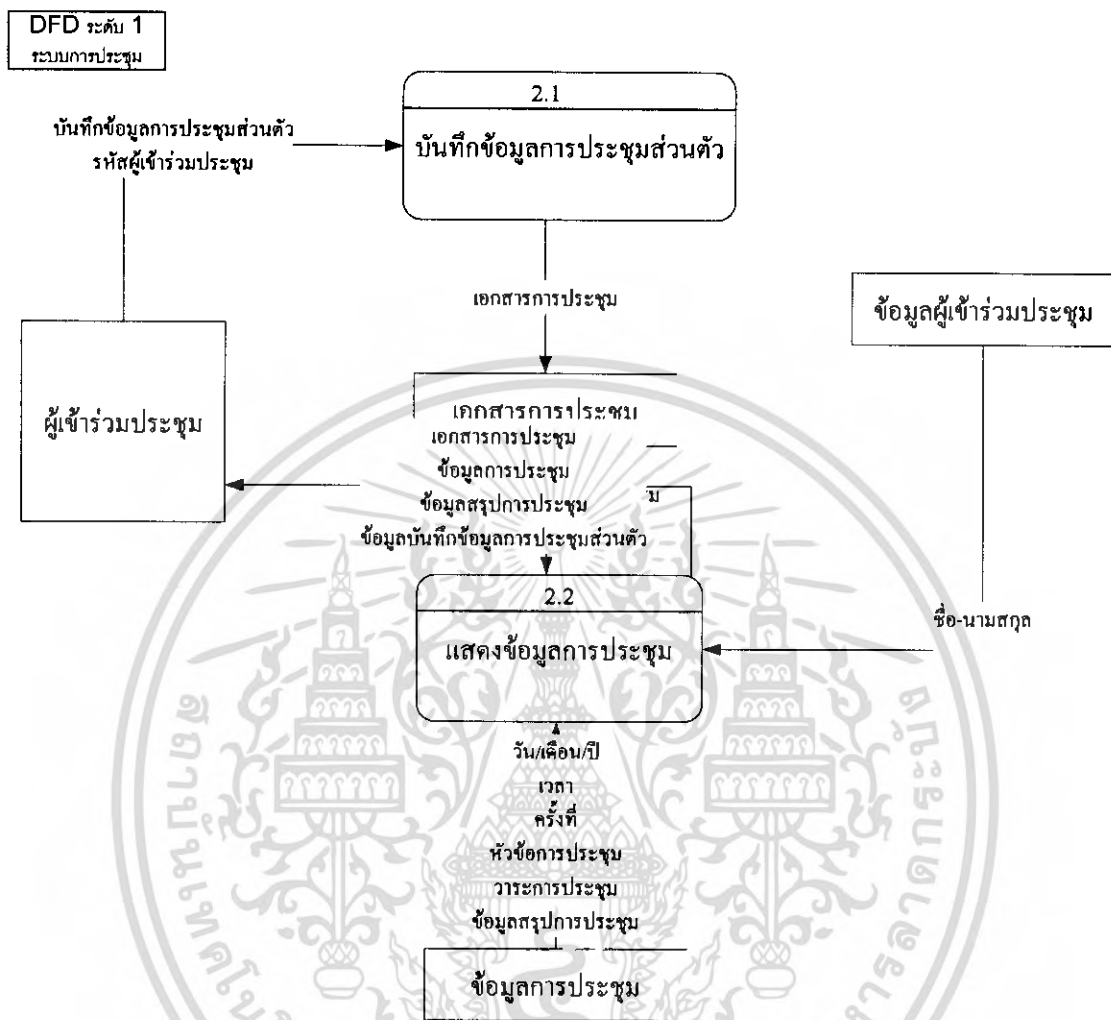 DFD ระดับ 1
ระบบการประชุม
2.1
บันทึกข้อมูลการประชุมส่วนตัว
บันทึกข้อมูลการประชุมส่วนตัว
รหัสผู้เข้าร่วมประชุม
เอกสารการประชุม
ข้อมูลผู้เข้าร่วมประชุม
ผู้เข้าร่วมประชุม
เอกสารการประชุม
เอกสารการประชุม
ข้อมูลการประชุม
ข้อมูลสรุปการประชุม
ข้อมูลบันทึกข้อมูลการประชุมส่วนตัว
2.2
แสดงข้อมูลการประชุม
ชื่อ-นามสกุล
วัน/เดือน/ปี
เวลา
ครั้งที่
หัวข้อการประชุม
วาระการประชุม
ข้อมูลสรุปการประชุม
ข้อมูลการประชุม